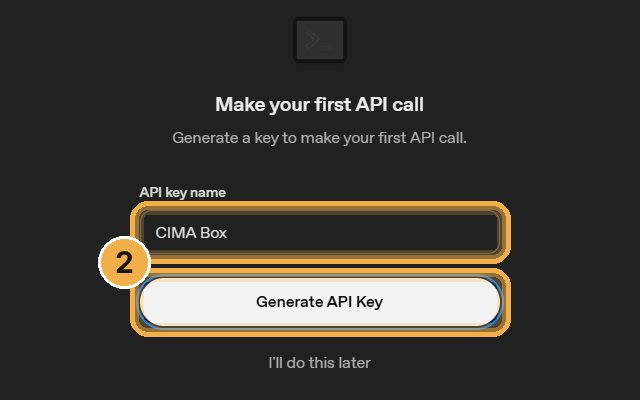 Make your first API call
Generate a key to make your first API call.
API key name
CIMA Box
2
Generate API Key
I'll do this later